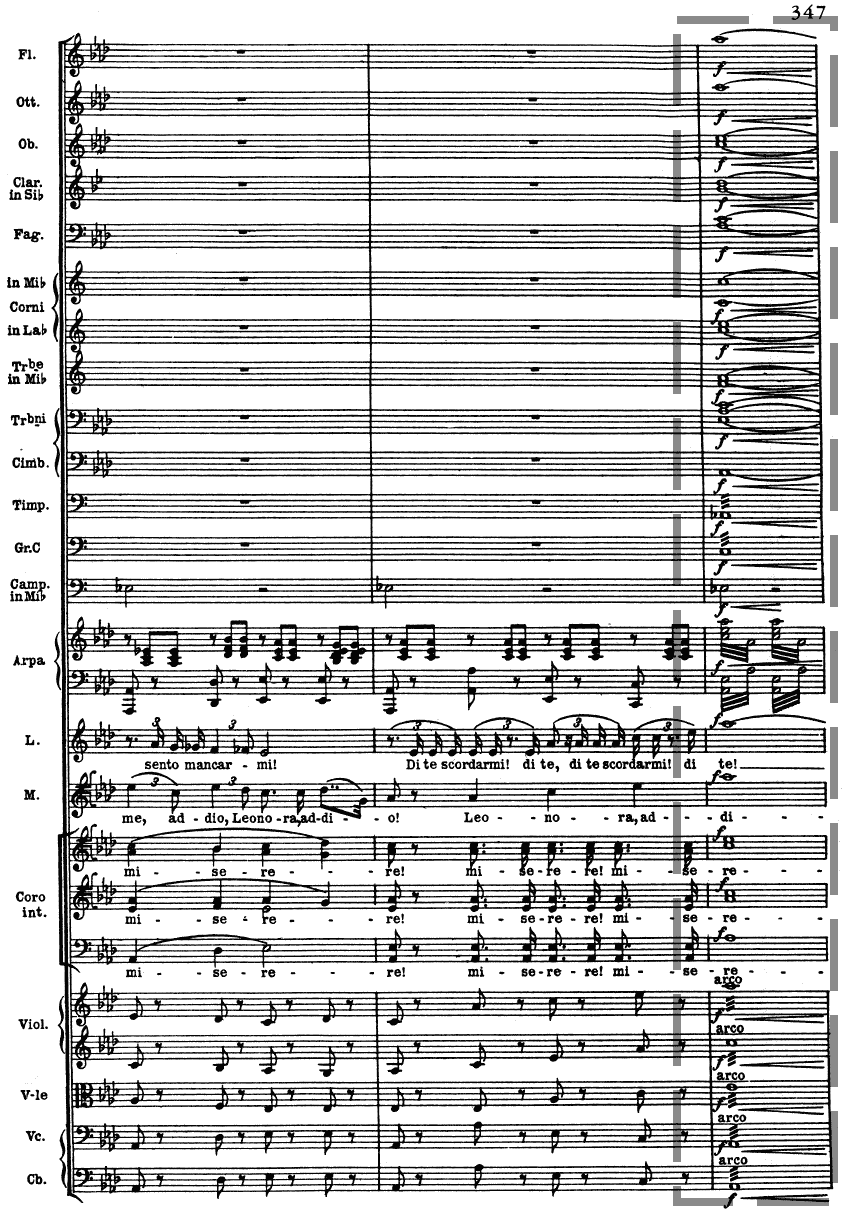 347
Fl.
Ott.
Ob.
Clar.
in Si♭
Fag.
in Mi♭
Corni
in La♭
Trbe
in Mi♭
Trbni
Cimb.
Timp.
Gr.C
Camp.
in Mi♭
Arpa
L.
sento mancar - mi! Di te scordarmi! di te, di te scordarmi! di te!
M.
me, ad - dio, Leono - ra, ad - di - o! Leo - no - ra, ad - di -
mi - se - re - re! mi - se - re - re! mi - se - re -
Coro
int.
mi - se - re - re! mi - se - re - re! mi - se - re -
mi - se - re - re! mi - se - re - re! mi - se - re -
arco
Viol.
arco
arco
V-le
arco
Vc.
arco
Cb.
f